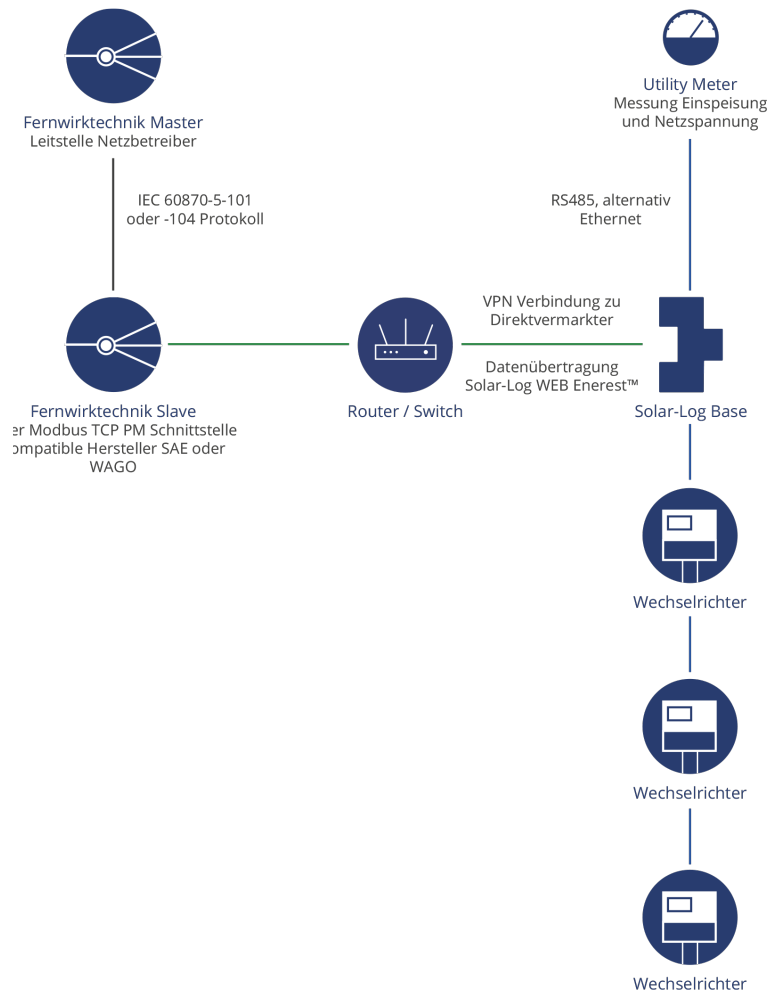 Fernwirktechnik Master
Leitstelle Netzbetreiber
Utility Meter
Messung Einspeisung
und Netzspannung
IEC 60870-5-101
oder -104 Protokoll
RS485, alternativ
Ethernet
VPN Verbindung zu
Direktvermarkter
Datenübertragung
Solar-Log WEB Enerest™
Fernwirktechnik Slave
er Modbus TCP PM Schnittstelle
ompatible Hersteller SAE oder
WAGO
Router / Switch
Solar-Log Base
Wechselrichter
Wechselrichter
Wechselrichter